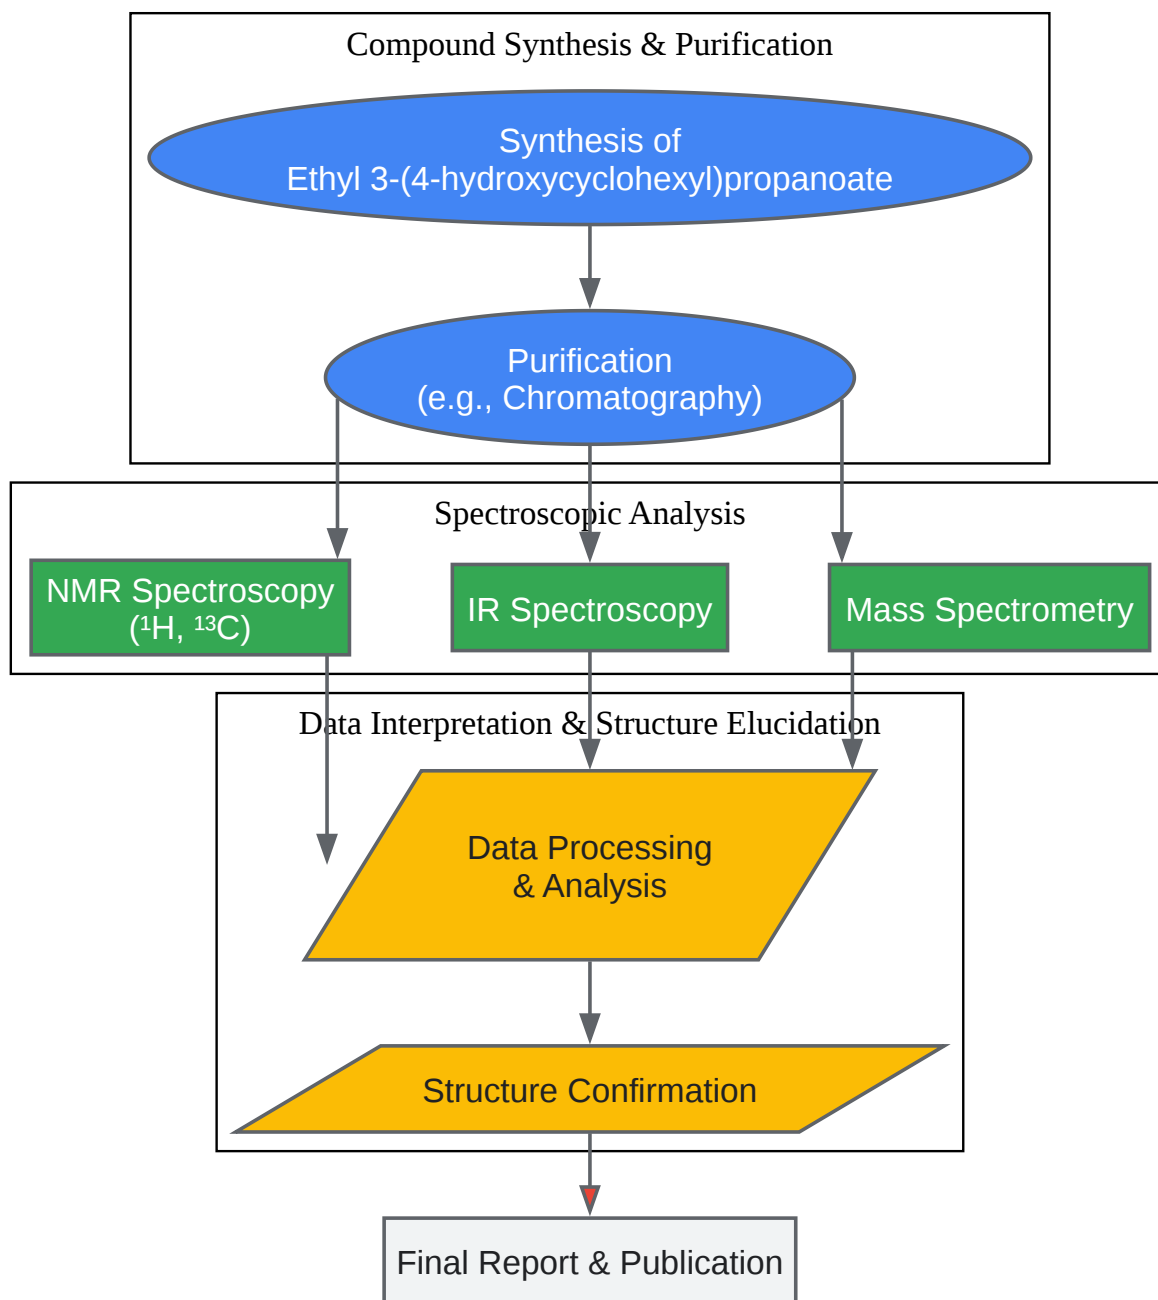 Compound Synthesis & Purification
Synthesis of
Ethyl 3-(4-hydroxycyclohexyl)propanoate
Purification
(e.g., Chromatography)
Spectroscopic Analysis
NMR Spectroscopy
(¹H, ¹³C)
IR Spectroscopy
Mass Spectrometry
Data Interpretation & Structure Elucidation
Data Processing
& Analysis
Structure Confirmation
Final Report & Publication